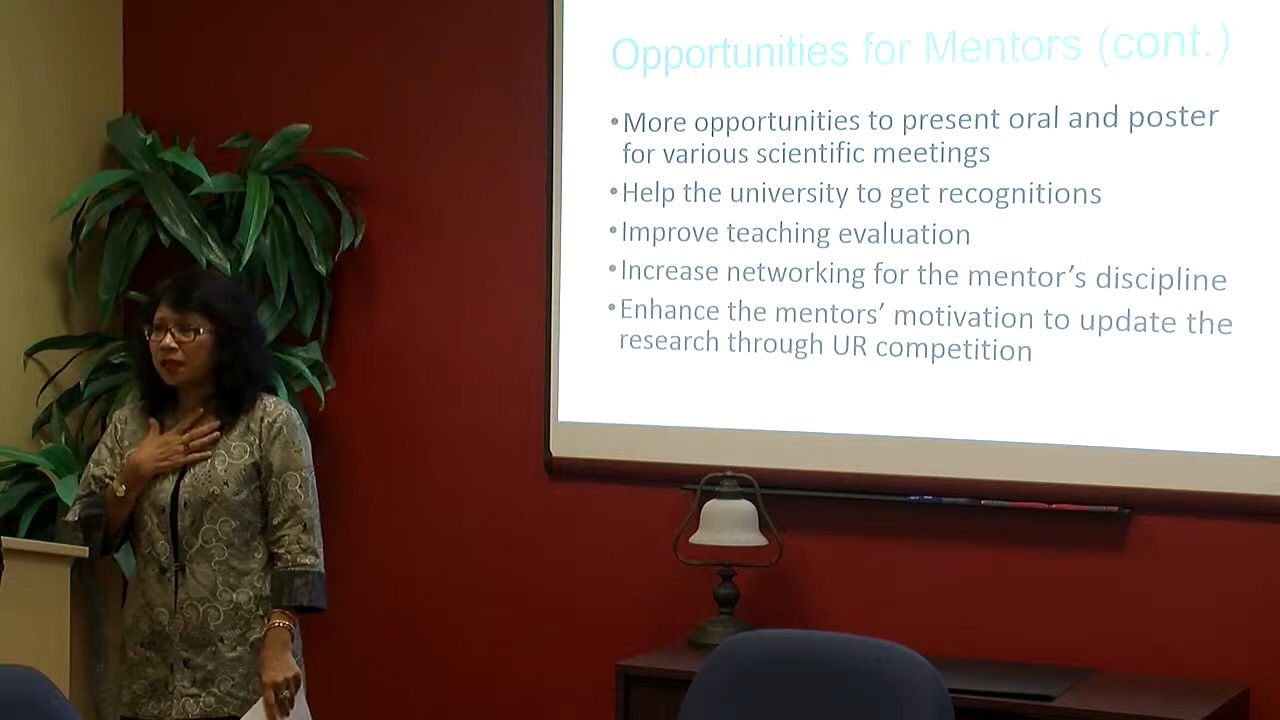 Opportunities for Mentors (cont.)
•More opportunities to present oral and poster
for various scientific meetings
•Help the university to get recognitions
•Improve teaching evaluation
•Increase networking for the mentor’s discipline
•Enhance the mentors’ motivation to update the
research through UR competition